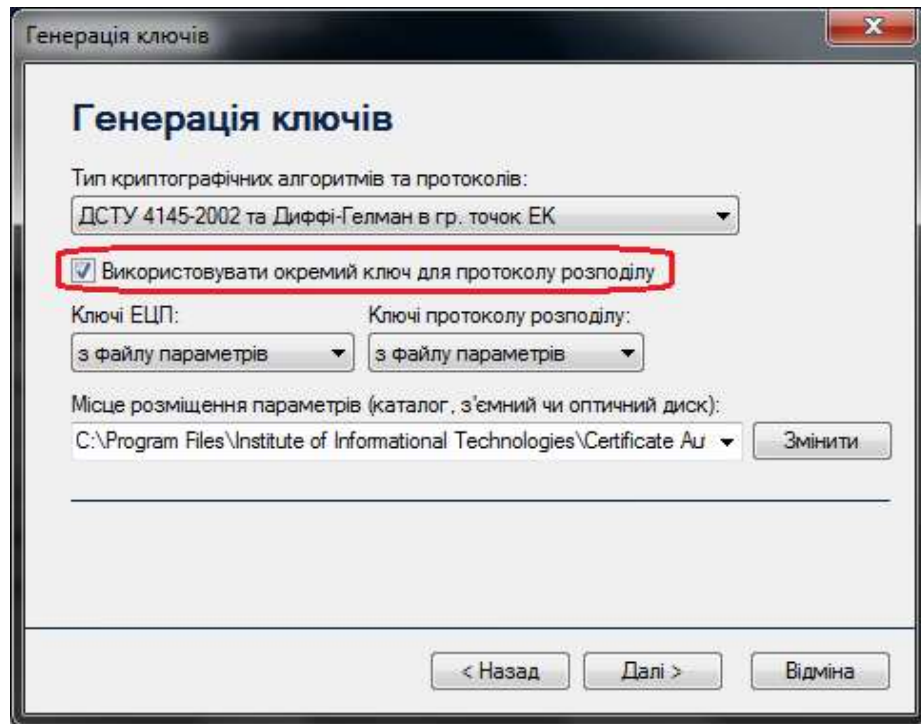 Генерація ключів
Генерація ключів
Тип криптографічних алгоритмів та протоколів:
ДСТУ 4145-2002 та Диффі-Гелман в гр. точок ЕК
Використовувати окремий ключ для протоколу розподілу
Ключі ЕЦП: Ключі протоколу розподілу:
з файлу параметрів з файлу параметрів
Місце розміщення параметрів (каталог, з'ємний чи оптичний диск):
C:\Program Files\Institute of Informational Technologies\Certificate Au Змінити
< Назад Далі > Відміна